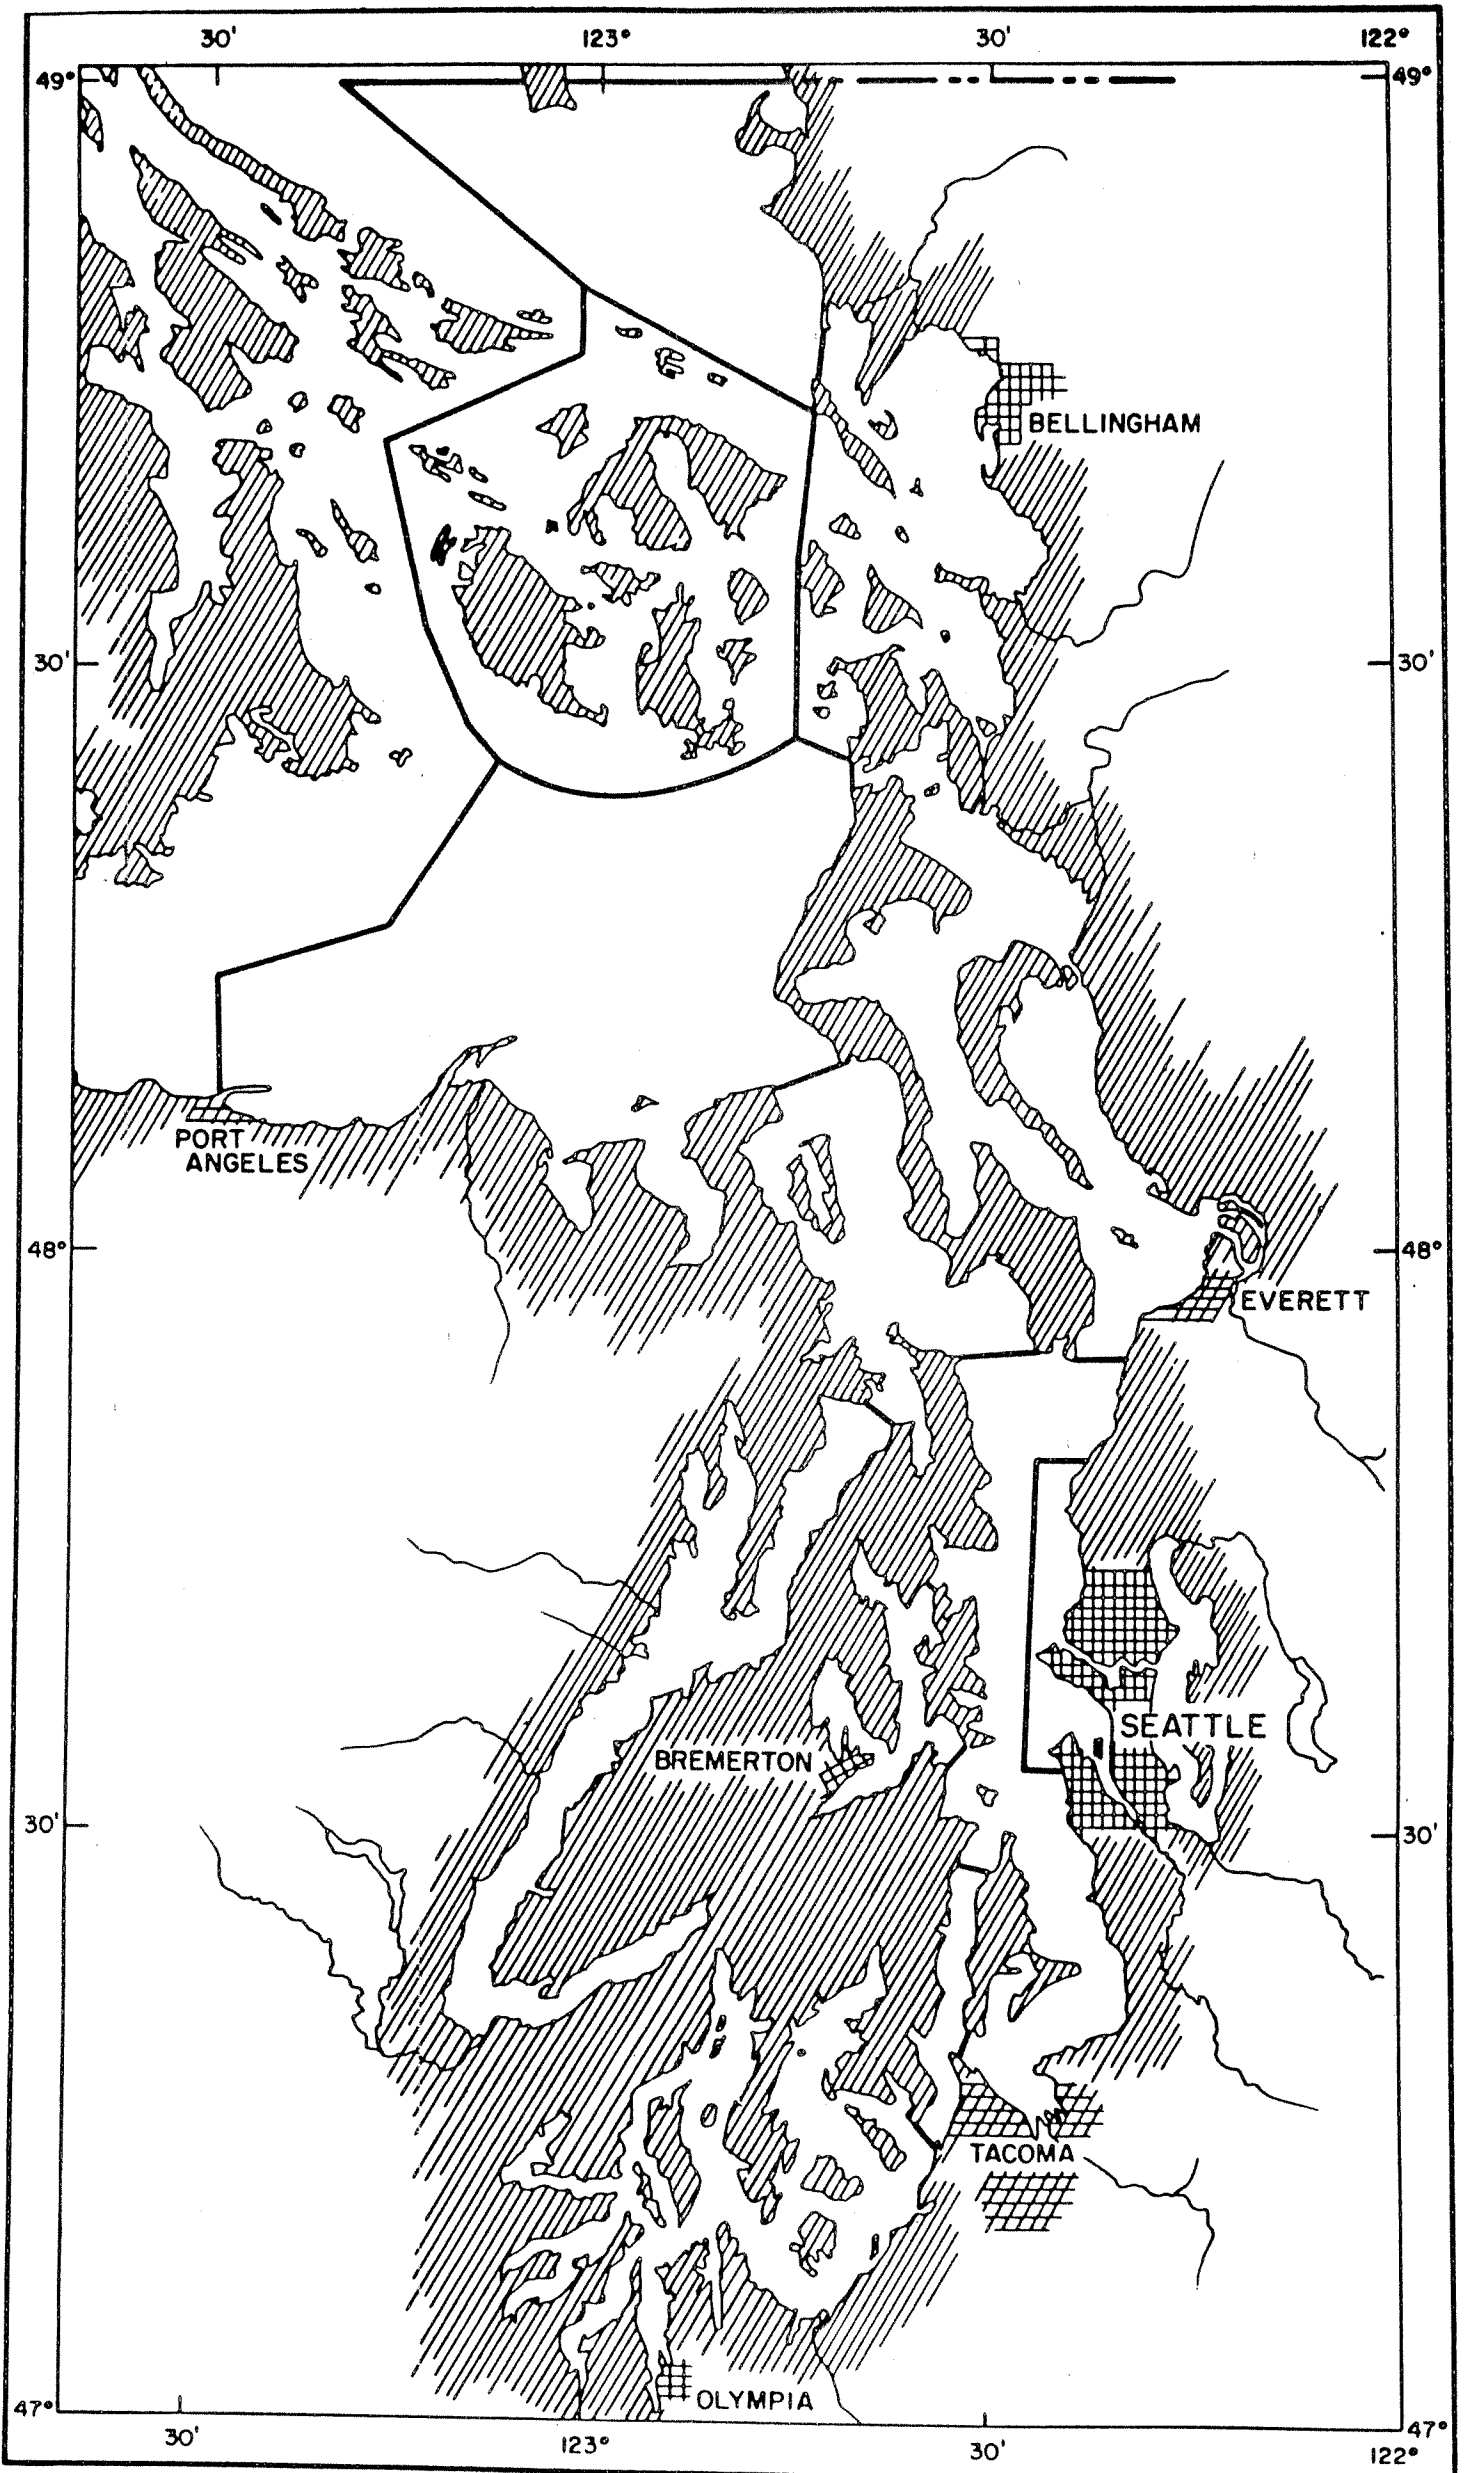 30' 123° 30' 122°
49° 49°
BELLINGHAM
30' 30'
PORT
ANGELES
48° 48°
EVERETT
SEATTLE
BREMERTON
30' 30'
TACOMA
OLYMPIA
47° 47°
30' 123° 30' 122°